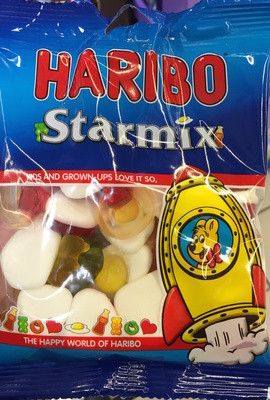 HARIBO
Starmix
KIDS AND GROWN-UPS LOVE IT SO,
THE HAPPY WORLD OF HARIBO